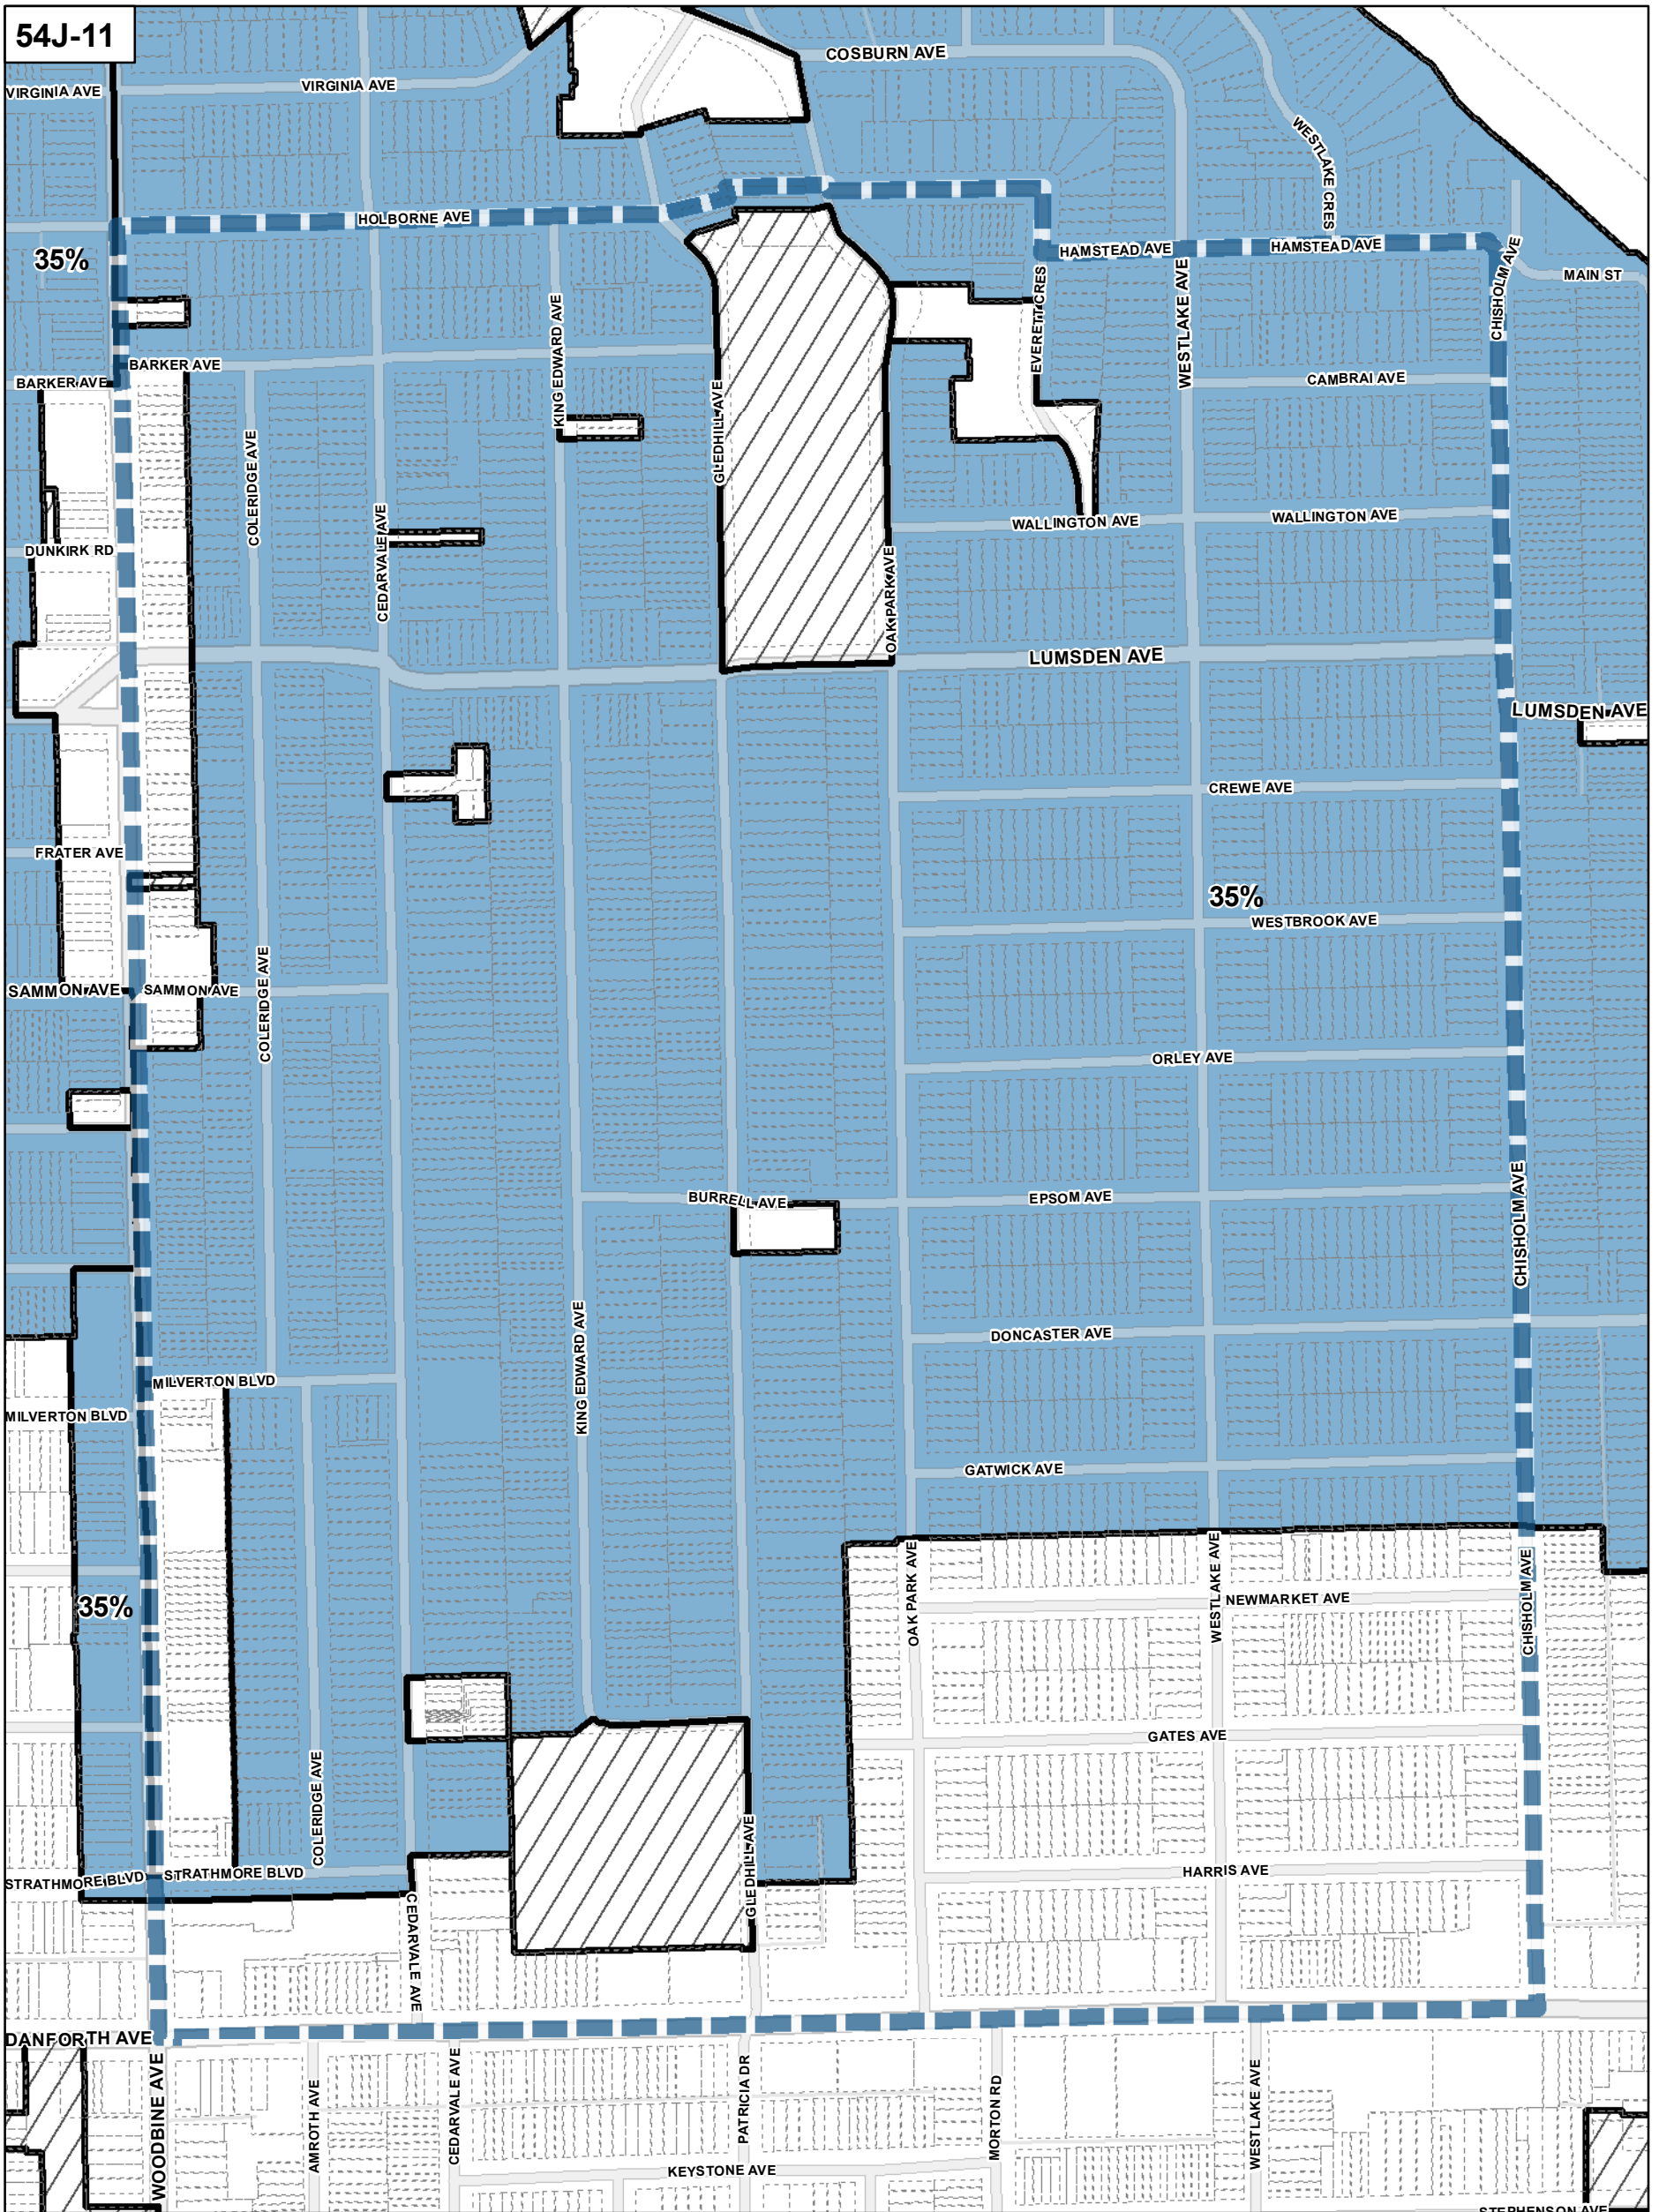 54J-11
COSBURN AVE
VIRGINIA AVE
VIRGINIA AVE
WESTLAKE CRES
HOLBORNE AVE
35%
HAMSTEAD AVE
HAMSTEAD AVE
CHISHOLM AVE
MAIN ST
EVERETT CRES
WESTLAKE AVE
KING EDWARD AVE
BARKER AVE
BARKER AVE
CAMBRAI AVE
GLEDHILL AVE
COLERIDGE AVE
CEDARVALE AVE
WALLINGTON AVE
WALLINGTON AVE
DUNKIRK RD
OAK PARK AVE
LUMSDEN AVE
LUMSDEN AVE
CREWE AVE
FRATER AVE
35%
WESTBROOK AVE
SAMMON AVE
SAMMON AVE
COLERIDGE AVE
ORLEY AVE
BURRELL AVE
EPSOM AVE
CHISHOLM AVE
DONCASTER AVE
KING EDWARD AVE
MILVERTON BLVD
MILVERTON BLVD
GATWICK AVE
OAK PARK AVE
WESTLAKE AVE
CHISHOLM AVE
NEWMARKET AVE
35%
GATES AVE
COLERIDGE AVE
GLEDHILL AVE
HARRIS AVE
STRATHMORE BLVD
STRATHMORE BLVD
CEDARVALE AVE
DANFORTH AVE
WOODBINE AVE
AMROTH AVE
CEDARVALE AVE
PATRICIA DR
MORTON RD
WESTLAKE AVE
KEYSTONE AVE
STEPHENSON AVE